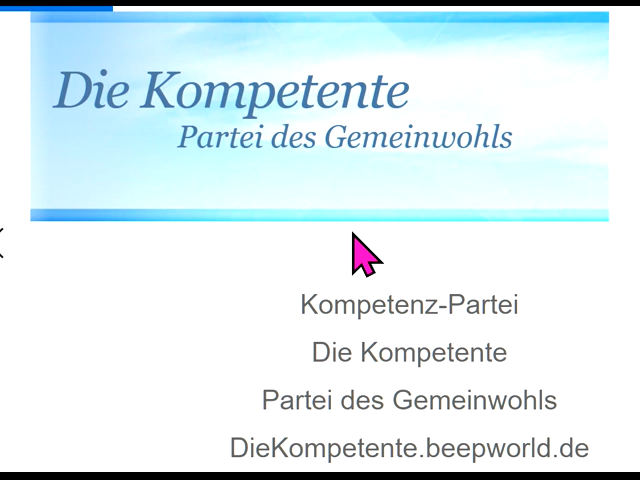 Die Kompetente
Partei des Gemeinwohls
Kompetenz-Partei
Die Kompetente
Partei des Gemeinwohls
DieKompetente.beepworld.de